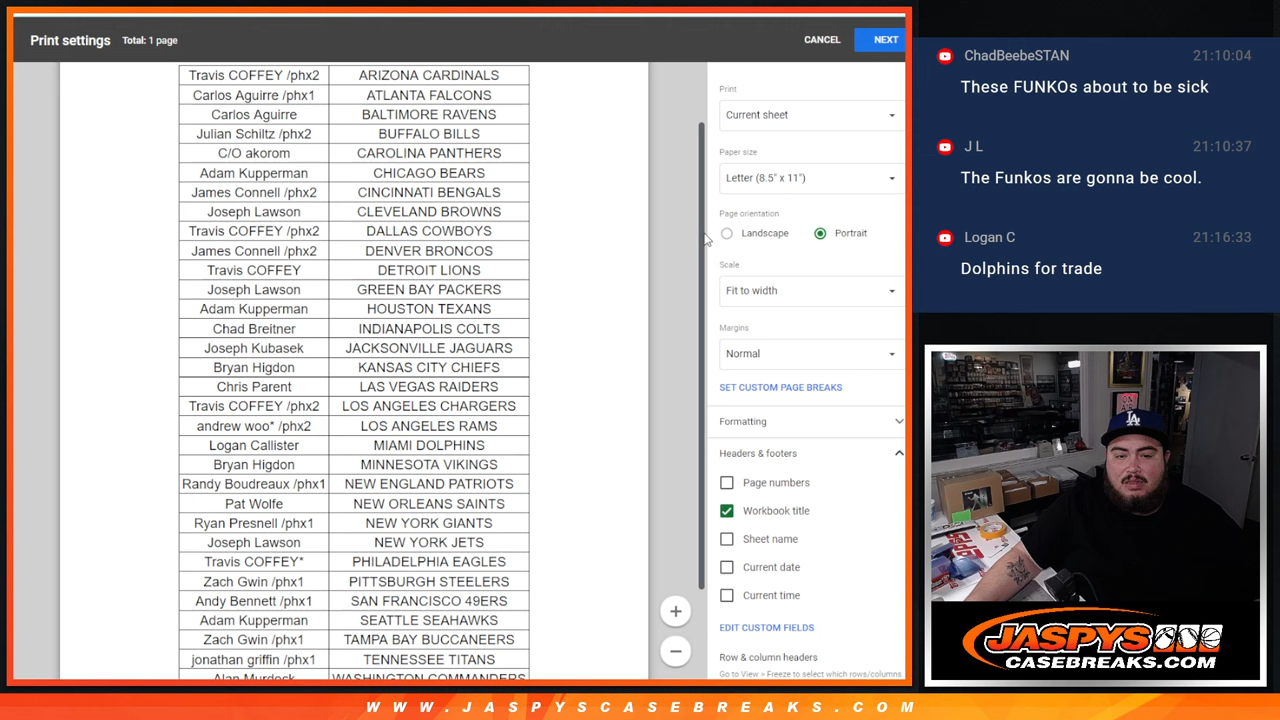 Print settings Total: 1 page CANCEL NEXT
Travis COFFEY /phx2 ARIZONA CARDINALS
Carlos Aguirre /phx1 ATLANTA FALCONS
Carlos Aguirre BALTIMORE RAVENS
Julian Schiltz /phx2 BUFFALO BILLS
C/O akorom CAROLINA PANTHERS
Adam Kupperman CHICAGO BEARS
James Connell /phx2 CINCINNATI BENGALS
Joseph Lawson CLEVELAND BROWNS
Travis COFFEY /phx2 DALLAS COWBOYS
James Connell /phx2 DENVER BRONCOS
Travis COFFEY DETROIT LIONS
Joseph Lawson GREEN BAY PACKERS
Adam Kupperman HOUSTON TEXANS
Chad Breitner INDIANAPOLIS COLTS
Joseph Kubasek JACKSONVILLE JAGUARS
Bryan Higdon KANSAS CITY CHIEFS
Chris Parent LAS VEGAS RAIDERS
Travis COFFEY /phx2 LOS ANGELES CHARGERS
andrew woo* /phx2 LOS ANGELES RAMS
Logan Callister MIAMI DOLPHINS
Bryan Higdon MINNESOTA VIKINGS
Randy Boudreaux /phx1 NEW ENGLAND PATRIOTS
Pat Wolfe NEW ORLEANS SAINTS
Ryan Presnell /phx1 NEW YORK GIANTS
Joseph Lawson NEW YORK JETS
Travis COFFEY* PHILADELPHIA EAGLES
Zach Gwin /phx1 PITTSBURGH STEELERS
Andy Bennett /phx1 SAN FRANCISCO 49ERS
Adam Kupperman SEATTLE SEAHAWKS
Zach Gwin /phx1 TAMPA BAY BUCCANEERS
jonathan griffin /phx1 TENNESSEE TITANS
Alan Murdock WASHINGTON COMMANDERS
Print
Current sheet
Paper size
Letter (8.5" x 11")
Page orientation
Landscape Portrait
Scale
Fit to width
Margins
Normal
SET CUSTOM PAGE BREAKS
Formatting
Headers & footers
Page numbers
Workbook title
Sheet name
Current date
Current time
EDIT CUSTOM FIELDS
Row & column headers
Go to View > Freeze to select which rows/columns
ChadBeebeSTAN 21:10:04
These FUNKOs about to be sick
J L 21:10:37
The Funkos are gonna be cool.
Logan C 21:16:33
Dolphins for trade
LA
JASPYS
CASEBREAKS.COM
WWW.JASPYSCASEBREAKS.COM